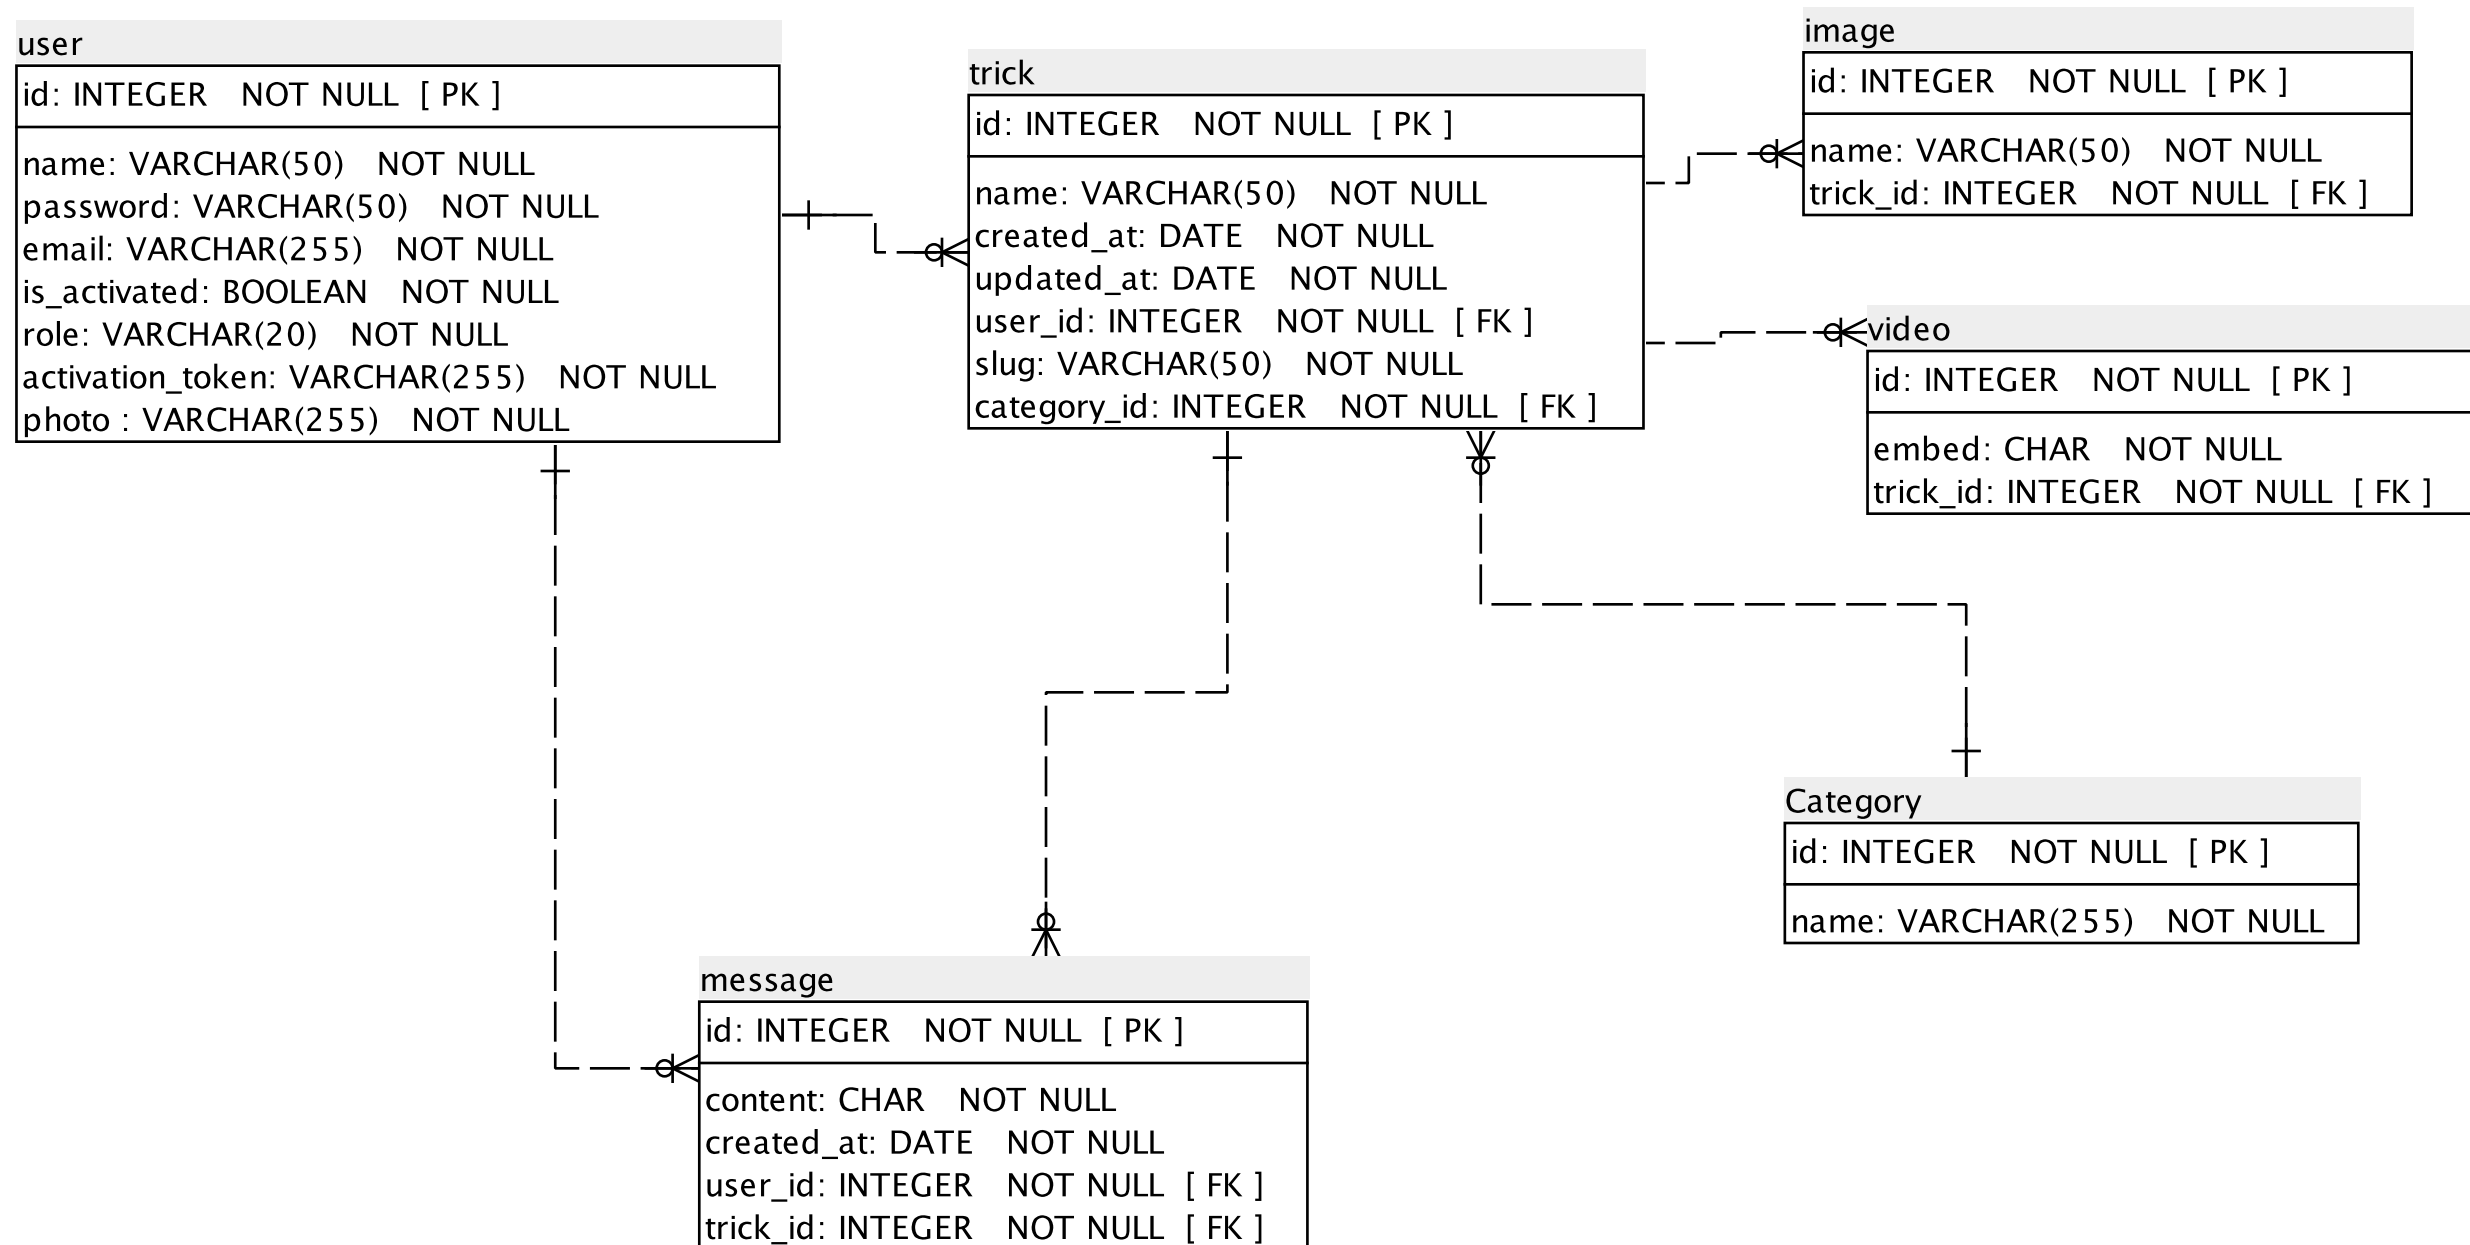 user
id: INTEGER NOT NULL [ PK ]
name: VARCHAR(50) NOT NULL
password: VARCHAR(50) NOT NULL
email: VARCHAR(255) NOT NULL
is_activated: BOOLEAN NOT NULL
role: VARCHAR(20) NOT NULL
activation_token: VARCHAR(255) NOT NULL
photo : VARCHAR(255) NOT NULL
trick
id: INTEGER NOT NULL [ PK ]
name: VARCHAR(50) NOT NULL
created_at: DATE NOT NULL
updated_at: DATE NOT NULL
user_id: INTEGER NOT NULL [ FK ]
slug: VARCHAR(50) NOT NULL
category_id: INTEGER NOT NULL [ FK ]
image
id: INTEGER NOT NULL [ PK ]
name: VARCHAR(50) NOT NULL
trick_id: INTEGER NOT NULL [ FK ]
video
id: INTEGER NOT NULL [ PK ]
embed: CHAR NOT NULL
trick_id: INTEGER NOT NULL [ FK ]
Category
id: INTEGER NOT NULL [ PK ]
name: VARCHAR(255) NOT NULL
message
id: INTEGER NOT NULL [ PK ]
content: CHAR NOT NULL
created_at: DATE NOT NULL
user_id: INTEGER NOT NULL [ FK ]
trick_id: INTEGER NOT NULL [ FK ]